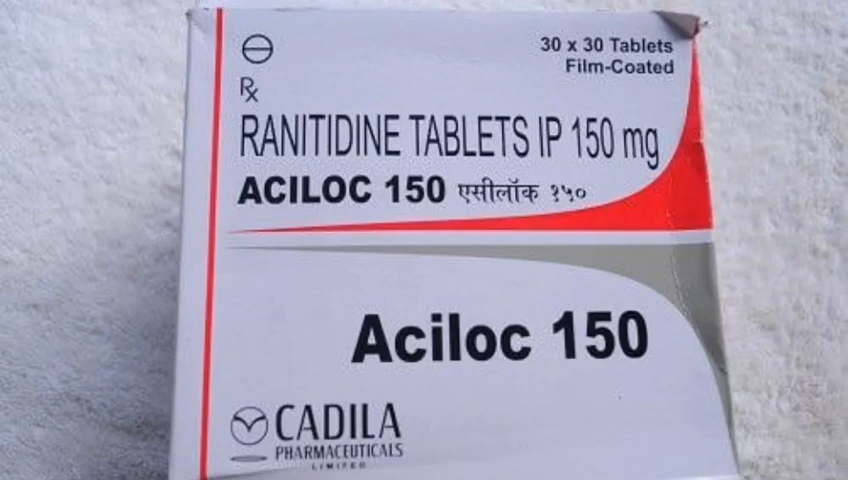 30 x 30 Tablets
Film-Coated
Rx
RANITIDINE TABLETS IP 150 mg
ACILOC 150 एसीलॉक १५०
Aciloc 150
CADILA
PHARMACEUTICALS
LIMITED